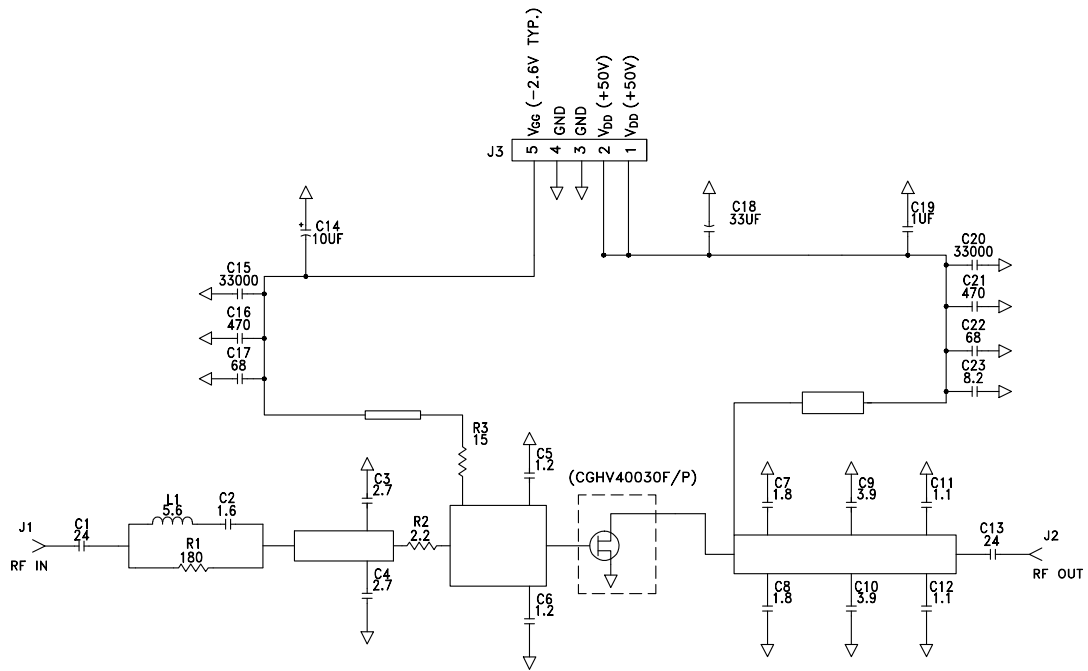 VGG (-2.6V TYP.)
GND
GND
VDD (+50V)
VDD (+50V)
J3
5 4 3 2 1
+
C14
10UF
C18
33UF
C19
1UF
C15
33000
C16
470
C17
68
C20
33000
C21
470
C22
68
C23
8.2
R3
15
C5
1.2
(CGHV40030F/P)
C3
2.7
C7
1.8
C9
3.9
C11
1.1
L1
5.6
C2
1.6
J1
RF IN
C1
24
R1
180
R2
2.2
C13
24
J2
RF OUT
C4
2.7
C6
1.2
C8
1.8
C10
3.9
C12
1.1